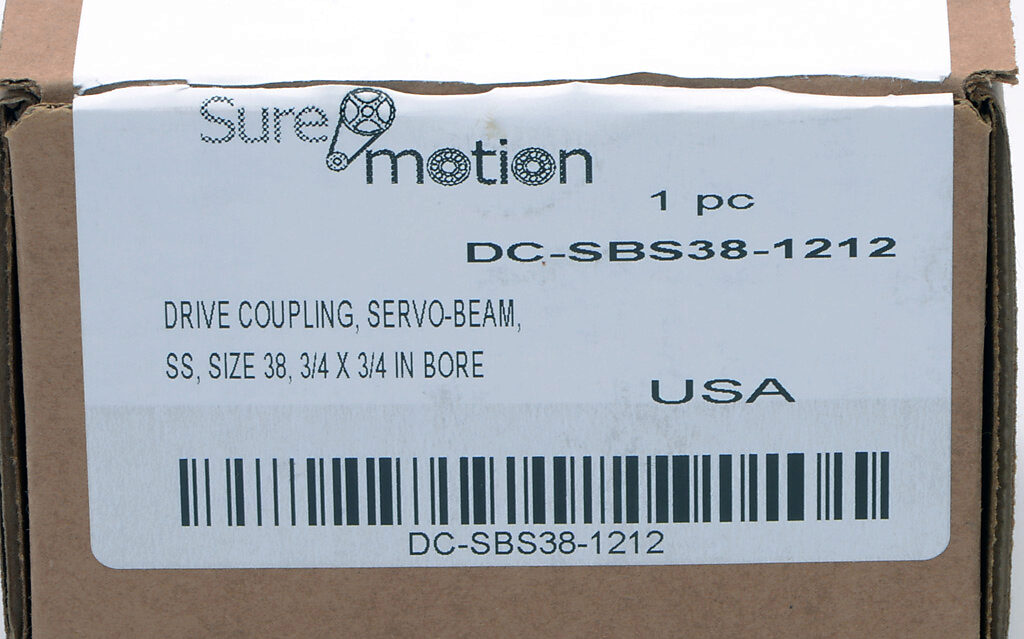 Sure
motion
1 pc
DC-SBS38-1212
DRIVE COUPLING, SERVO-BEAM,
SS, SIZE 38, 3/4 X 3/4 IN BORE
USA
DC-SBS38-1212